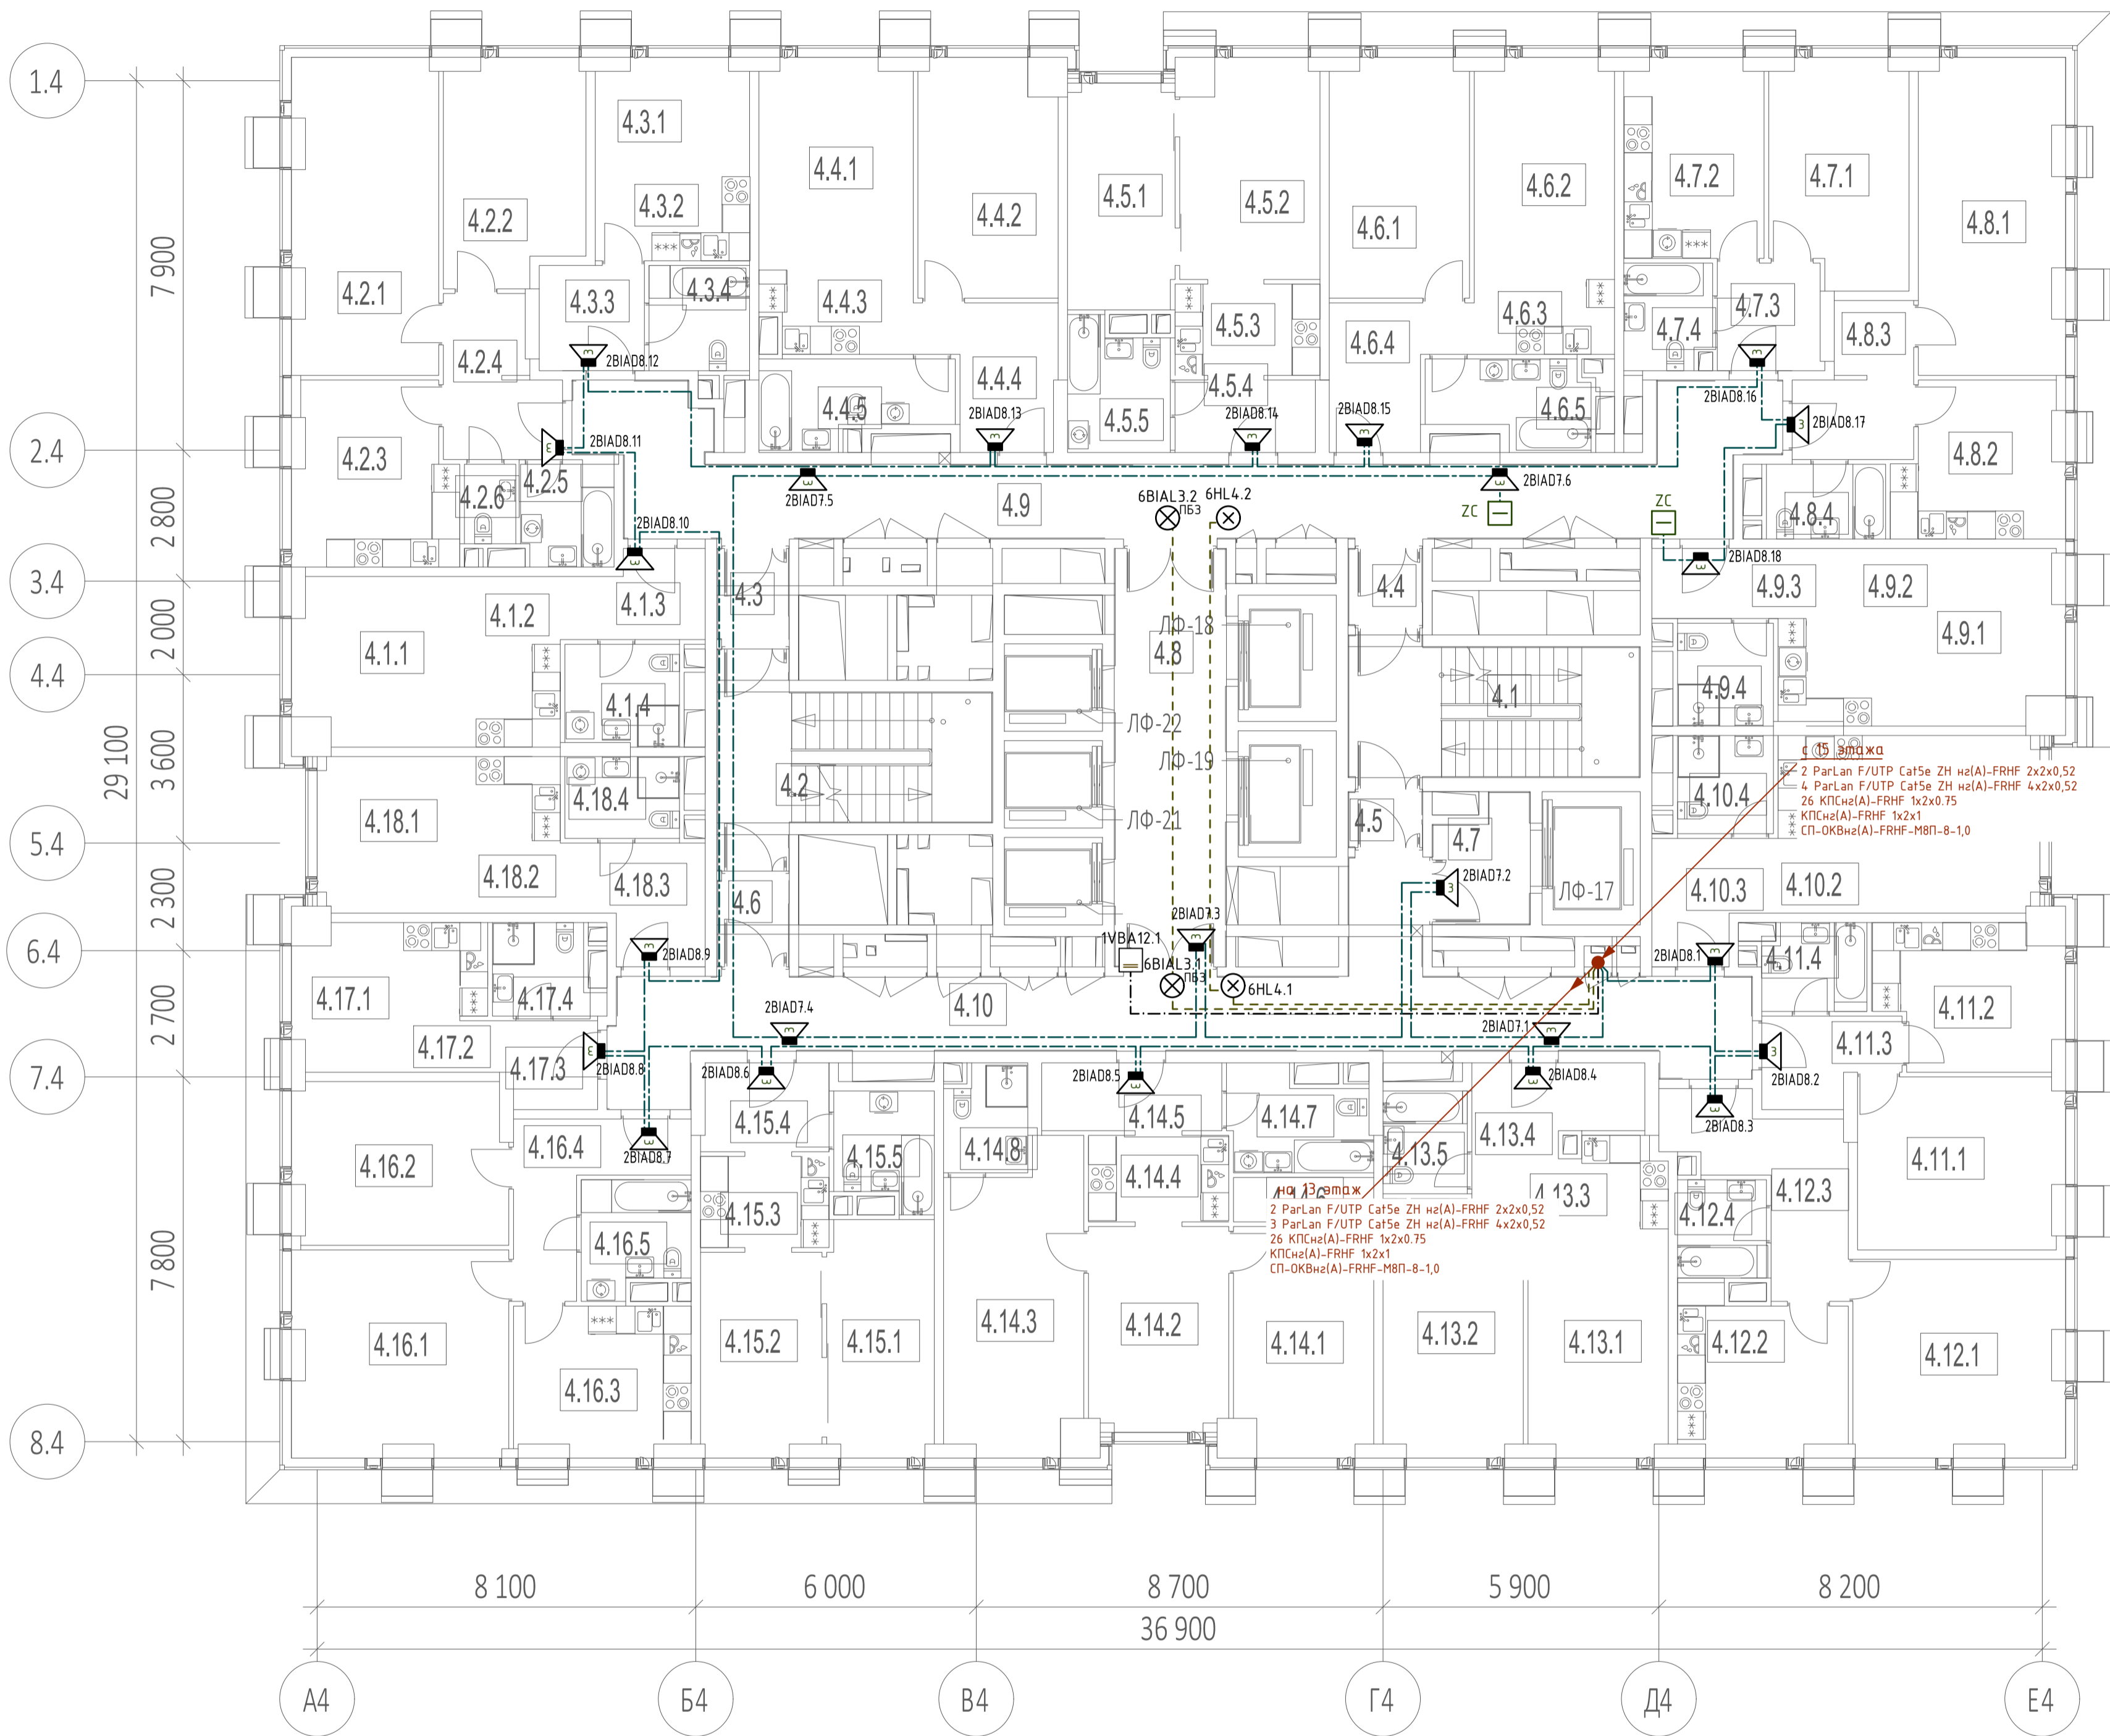 1.4
2.4
3.4
4.4
5.4
6.4
7.4
8.4
7 900
2 800
2 000
3 600
2 300
2 700
7 800
29 100
4.3.1
4.4.1
4.7.2
4.7.1
4.2.2
4.3.2
4.4.2
4.5.1
4.5.2
4.6.1
4.6.2
4.8.1
4.2.1
4.3.3
4.3.4
4.4.3
4.5.3
4.6.4
4.6.3
4.7.3
4.7.4
4.8.3
4.2.4
2BIAD8.12
4.4.4
4.5.4
4.4.5
4.5.5
4.6.5
2BIAD8.13
2BIAD8.14
2BIAD8.15
2BIAD8.16
2BIAD8.17
4.2.3
2BIAD8.11
4.8.2
4.2.6
4.2.5
2BIAD7.5
4.9
6BIAL3.2
ПБЗ
6HL4.2
2BIAD7.6
ZC
ZC
4.8.4
2BIAD8.10
2BIAD8.18
4.1.2
4.1.3
4.3
4.4
4.9.3
4.9.2
4.9.1
4.1.1
4.8
ЛФ-18
4.1.4
4.1
4.9.4
ЛФ-22
ЛФ-19
4.2
4.18.4
4.10.4
с 15 этажа
2 ParLan F/UTP Cat5e ZH нг(А)-FRHF 2x2x0,52
4 ParLan F/UTP Cat5e ZH нг(А)-FRHF 4x2x0,52
26 КПСнг(А)-FRHF 1x2x0.75
КПСнг(А)-FRHF 1x2x1
СП-ОКВнг(А)-FRHF-М8П-8-1,0
4.18.1
ЛФ-21
4.5
4.7
4.18.2
4.18.3
4.6
2BIAD7.2
ЛФ-17
4.10.3
4.10.2
2BIAD7.3
1VBA12.1
6BIAL3.1
ПБЗ
6HL4.1
2BIAD8.9
2BIAD8.1
4.11.4
4.17.1
4.17.4
4.10
4.11.2
2BIAD7.4
2BIAD7.1
4.17.2
4.17.3
2BIAD8.8
2BIAD8.6
2BIAD8.5
2BIAD8.4
2BIAD8.2
4.11.3
4.15.4
4.14.5
4.14.7
4.13.4
2BIAD8.3
4.16.2
4.16.4
2BIAD8.7
4.15.5
4.14.8
4.14.4
4.13.5
4.11.1
4.15.3
4.14.6
4.13.3
4.12.3
4.12.4
на 13 этаж
2 ParLan F/UTP Cat5e ZH нг(А)-FRHF 2x2x0,52
3 ParLan F/UTP Cat5e ZH нг(А)-FRHF 4x2x0,52
26 КПСнг(А)-FRHF 1x2x0.75
КПСнг(А)-FRHF 1x2x1
СП-ОКВнг(А)-FRHF-М8П-8-1,0
4.16.5
4.16.1
4.16.3
4.15.2
4.15.1
4.14.3
4.14.2
4.14.1
4.13.2
4.13.1
4.12.2
4.12.1
8 100
6 000
8 700
5 900
8 200
36 900
А4
Б4
В4
Г4
Д4
Е4